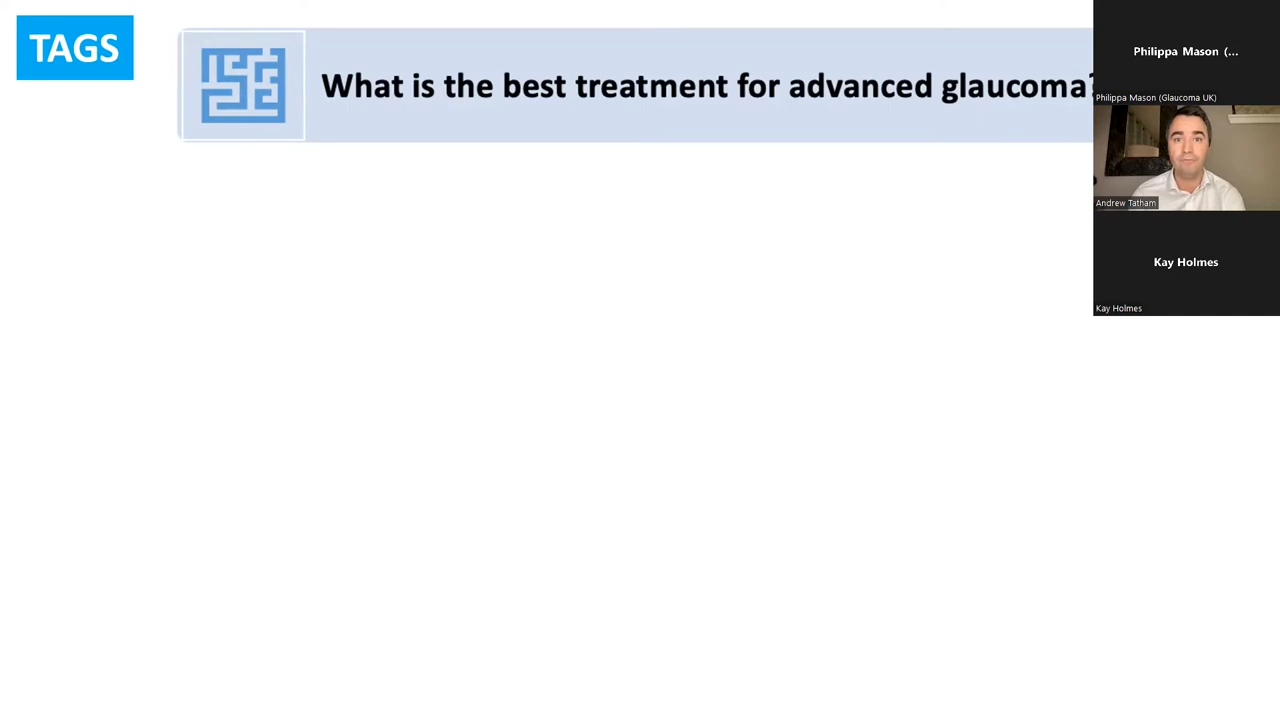 TAGS
What is the best treatment for advanced glaucoma?
Philippa Mason (...
Philippa Mason (Glaucoma UK)
Andrew Tatham
Kay Holmes
Kay Holmes